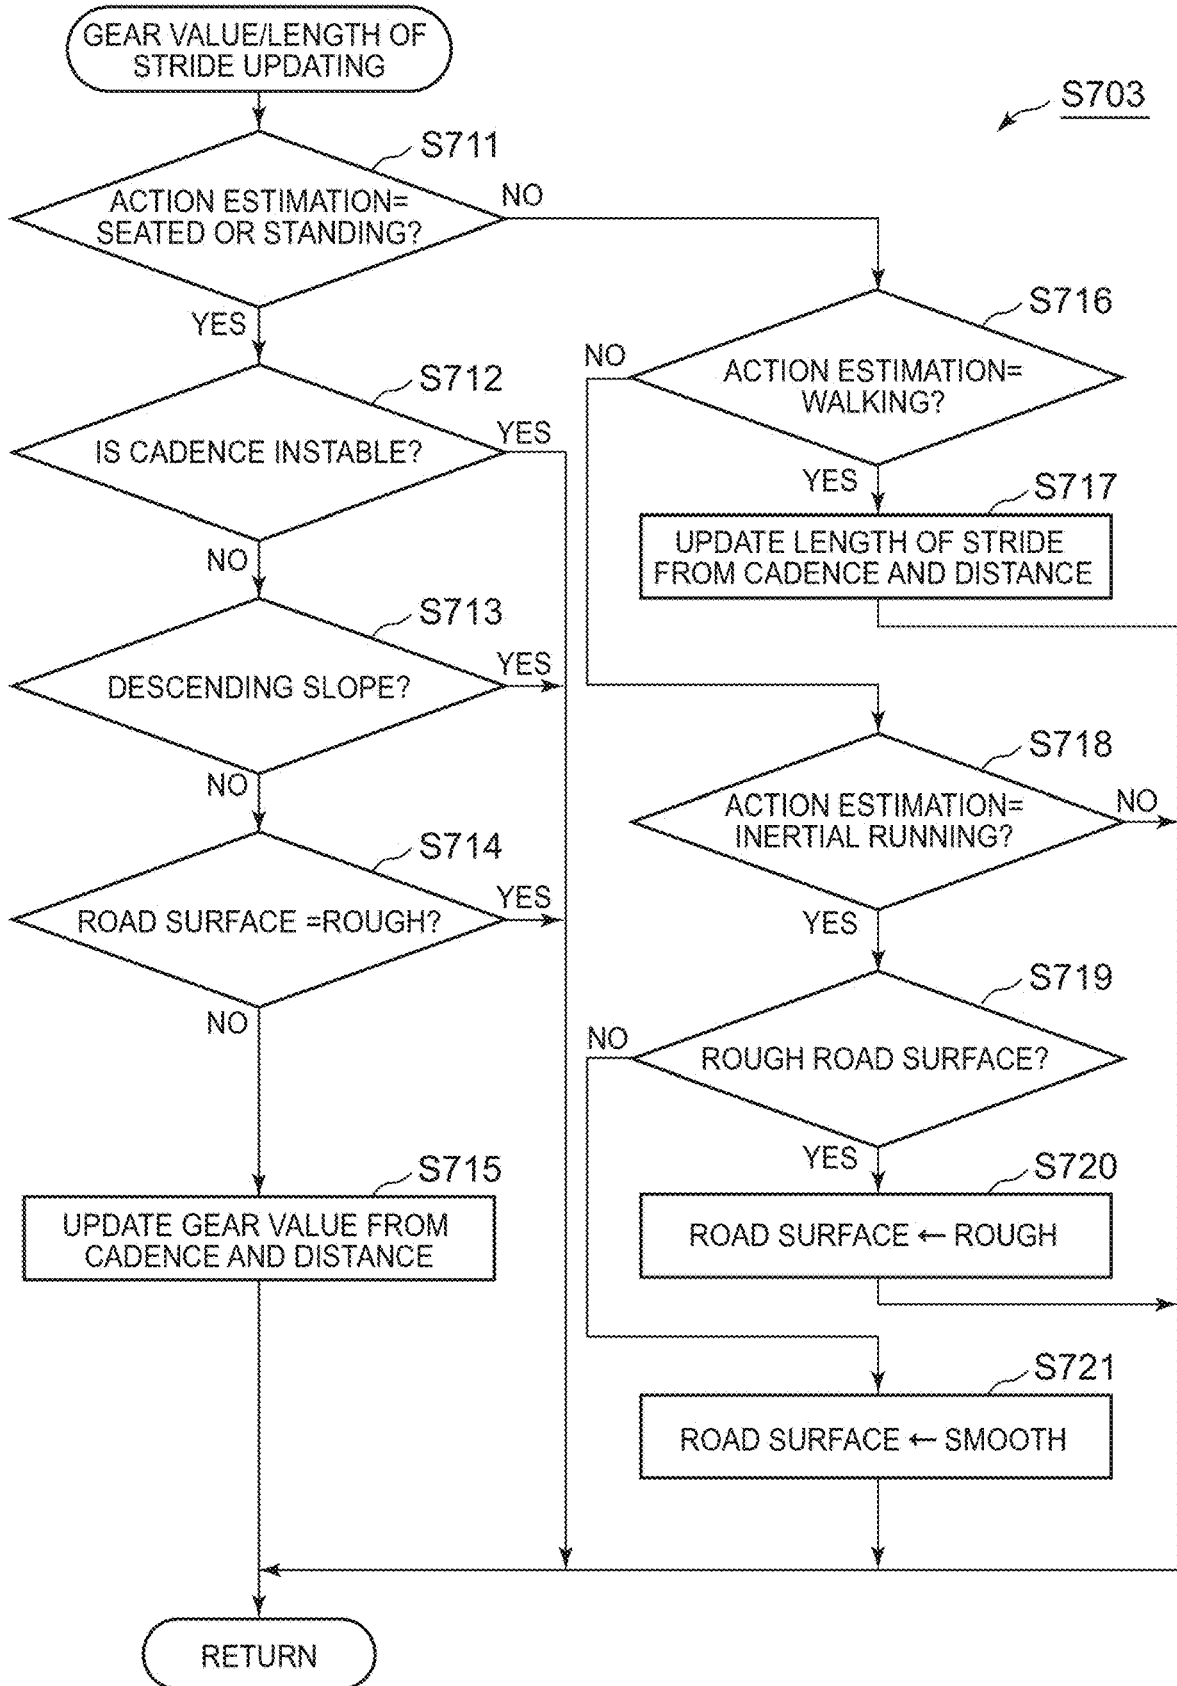 GEAR VALUE/LENGTH OF
STRIDE UPDATING
S703
S711
ACTION ESTIMATION=
SEATED OR STANDING?
NO
YES
S712
IS CADENCE INSTABLE?
YES
NO
S713
DESCENDING SLOPE?
YES
NO
S714
ROAD SURFACE =ROUGH?
YES
NO
S715
UPDATE GEAR VALUE FROM
CADENCE AND DISTANCE
S716
ACTION ESTIMATION=
WALKING?
NO
YES
S717
UPDATE LENGTH OF STRIDE
FROM CADENCE AND DISTANCE
S718
ACTION ESTIMATION=
INERTIAL RUNNING?
NO
YES
S719
ROUGH ROAD SURFACE?
NO
YES
S720
ROAD SURFACE ← ROUGH
S721
ROAD SURFACE ← SMOOTH
RETURN